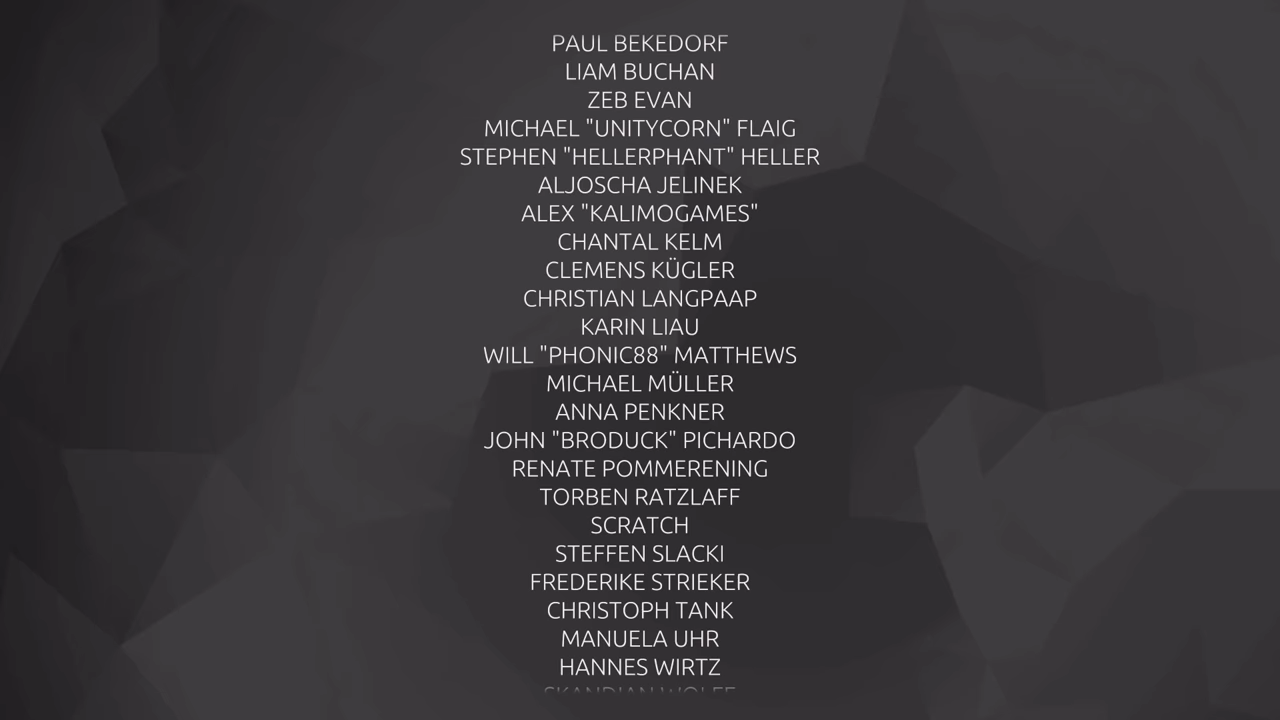 PAUL BEKEDORF
LIAM BUCHAN
ZEB EVAN
MICHAEL "UNITYCORN" FLAIG
STEPHEN "HELLERPHANT" HELLER
ALJOSCHA JELINEK
ALEX "KALIMOGAMES"
CHANTAL KELM
CLEMENS KÜGLER
CHRISTIAN LANGPAAP
KARIN LIAU
WILL "PHONIC88" MATTHEWS
MICHAEL MÜLLER
ANNA PENKNER
JOHN "BRODUCK" PICHARDO
RENATE POMMERENING
TORBEN RATZLAFF
SCRATCH
STEFFEN SLACKI
FREDERIKE STRIEKER
CHRISTOPH TANK
MANUELA UHR
HANNES WIRTZ